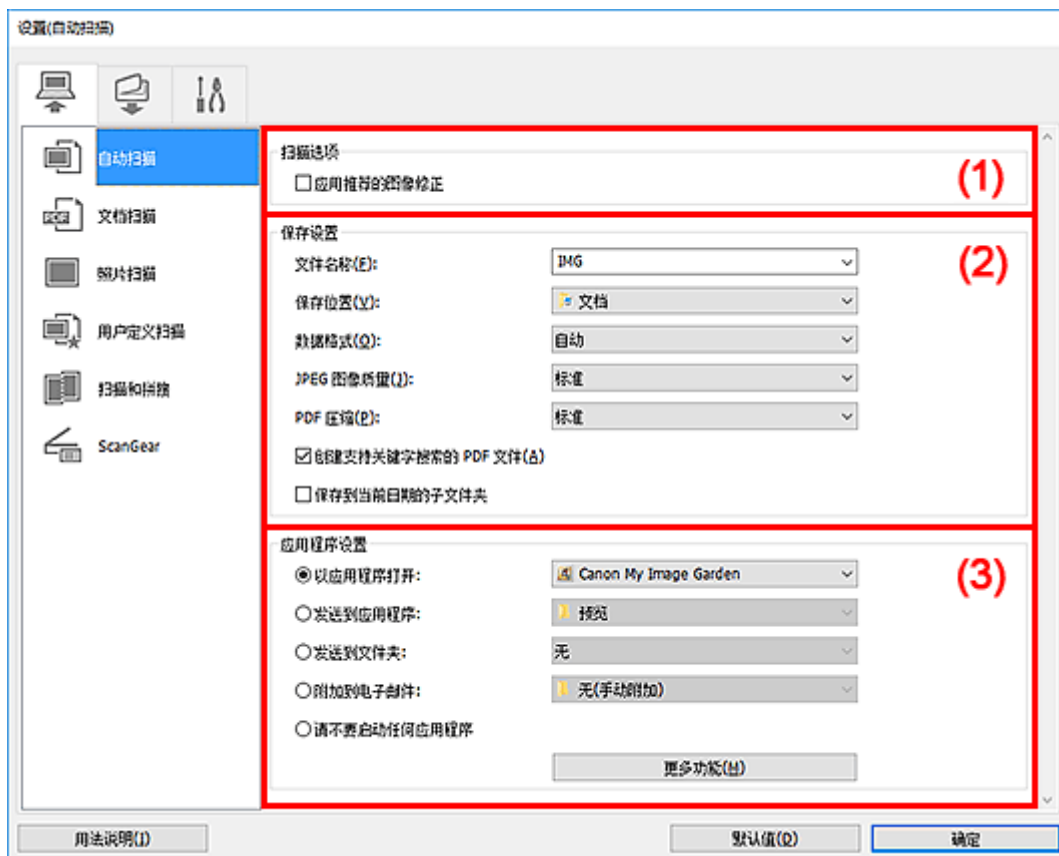 设置(自动扫描)
自动扫描
文档扫描
照片扫描
用户定义扫描
扫描和拼接
ScanGear
扫描选项
(1)
应用推荐的图像修正
保存设置
(2)
文件名称(F): IMG
保存位置(V): 文档
数据格式(O): 自动
JPEG 图像质量(J): 标准
PDF 压缩(P): 标准
创建支持关键字搜索的 PDF 文件(A)
保存到当前日期的子文件夹
应用程序设置
(3)
以应用程序打开: Canon My Image Garden
发送到应用程序: 预览
发送到文件夹: 无
附加到电子邮件: 无(手动附加)
请不要启动任何应用程序
更多功能(H)
用法说明(I) 默认值(D) 确定